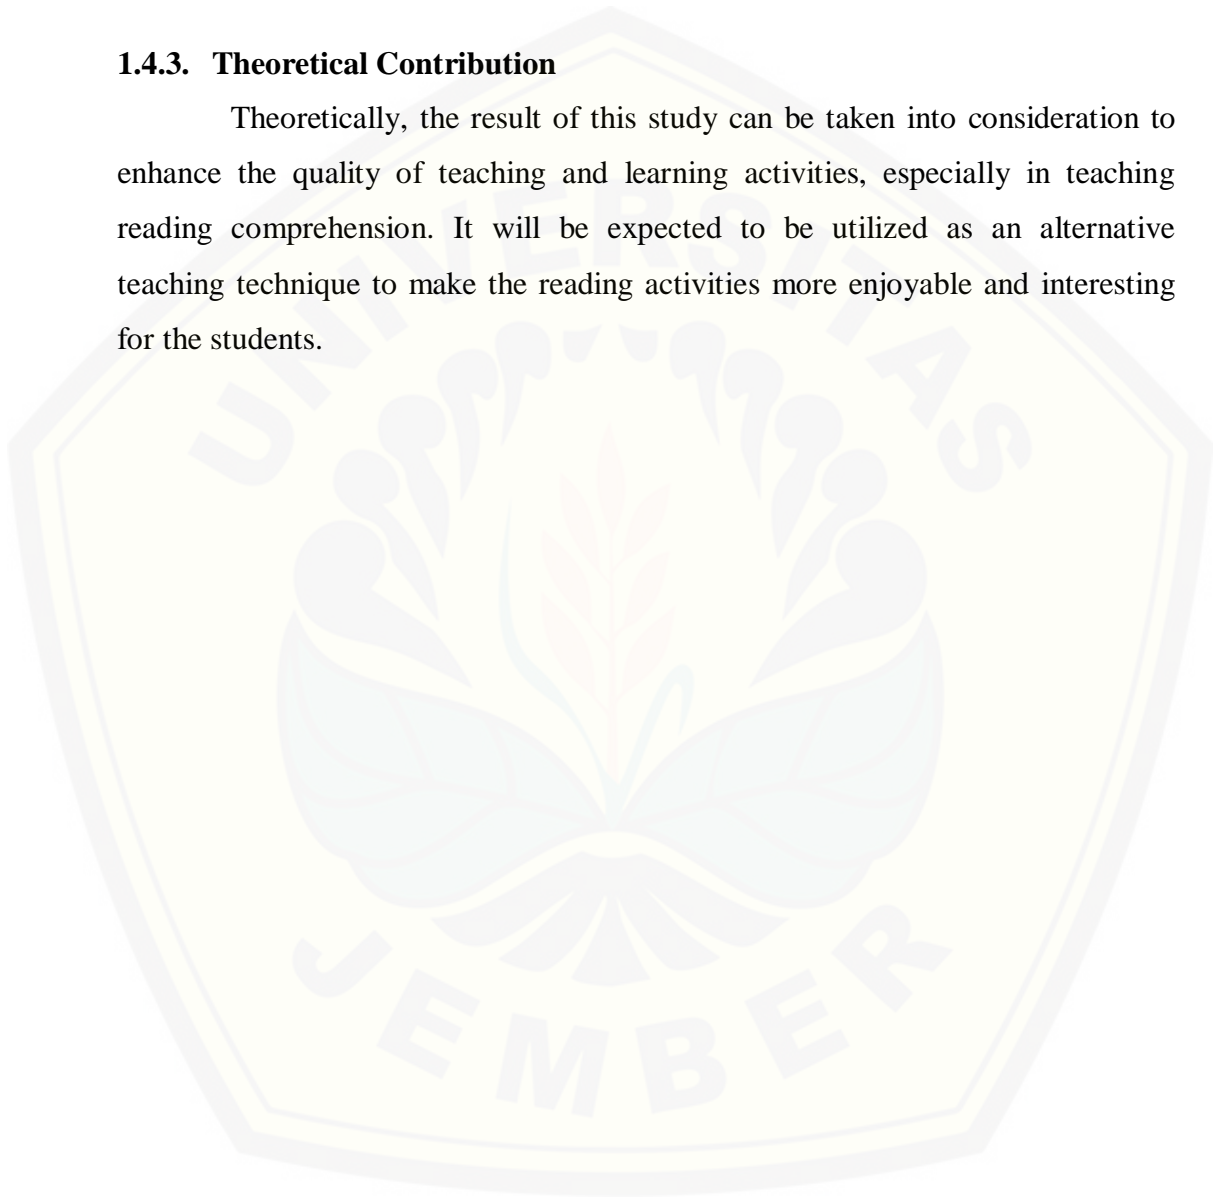 1.4.3. Theoretical Contribution
Theoretically, the result of this study can be taken into consideration to
enhance the quality of teaching and learning activities, especially in teaching
reading comprehension. It will be expected to be utilized as an alternative
teaching technique to make the reading activities more enjoyable and interesting
for the students.
UNIVERSITAS
JEMBER